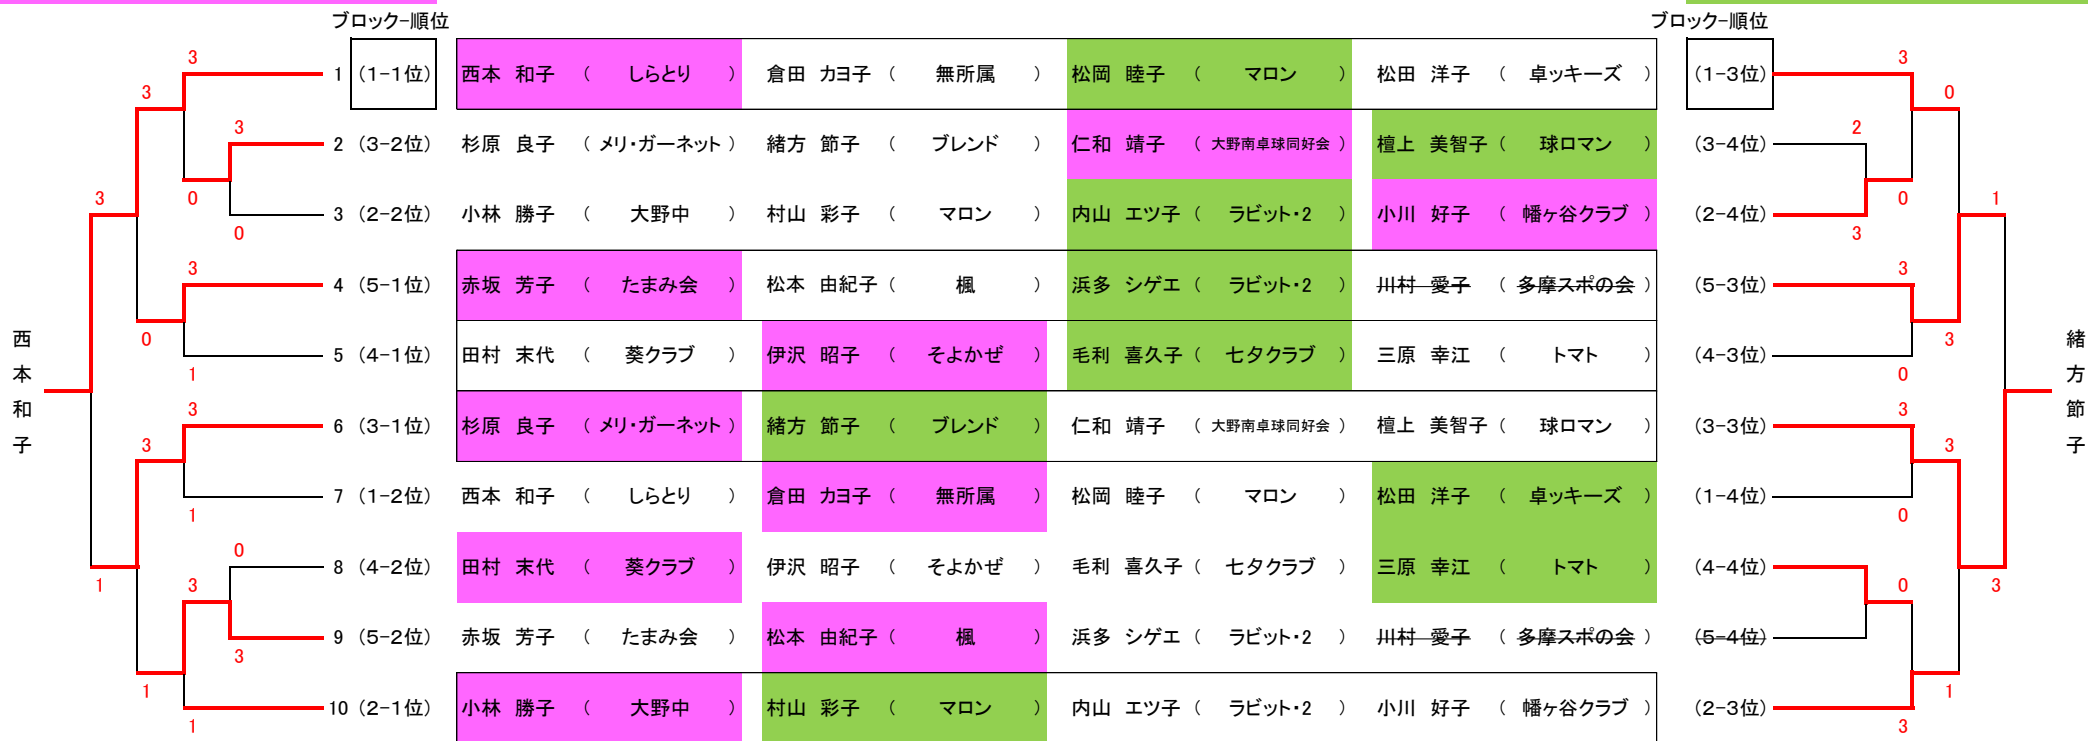 ブロック-順位 ブロック-順位
3 1 (1-1位) 西本 和子 ( しらとり ) 倉田 カヨ子 ( 無所属 ) 松岡 睦子 ( マロン ) 松田 洋子 ( 卓ッキーズ ) (1-3位) 3
3 0
3 2 (3-2位) 杉原 良子 ( メリ・ガーネット ) 緒方 節子 ( ブレンド ) 仁和 靖子 ( 大野南卓球同好会 ) 檀上 美智子 ( 球ロマン ) (3-4位) 2
3 0 0 1
3 (2-2位) 小林 勝子 ( 大野中 ) 村山 彩子 ( マロン ) 内山 エツ子 ( ラビット・2 ) 小川 好子 ( 幡ヶ谷クラブ ) (2-4位)
0 3
3 4 (5-1位) 赤坂 芳子 ( たまみ会 ) 松本 由紀子 ( 楓 ) 浜多 シゲエ ( ラビット・2 ) 川村 愛子 ( 多摩スポの会 ) (5-3位) 3
0 3
5 (4-1位) 田村 末代 ( 葵クラブ ) 伊沢 昭子 ( そよかぜ ) 毛利 喜久子 ( 七夕クラブ ) 三原 幸江 ( トマト ) (4-3位)
1 0
西本和子 緒方節子
3 6 (3-1位) 杉原 良子 ( メリ・ガーネット ) 緒方 節子 ( ブレンド ) 仁和 靖子 ( 大野南卓球同好会 ) 檀上 美智子 ( 球ロマン ) (3-3位) 3
3 3
7 (1-2位) 西本 和子 ( しらとり ) 倉田 カヨ子 ( 無所属 ) 松岡 睦子 ( マロン ) 松田 洋子 ( 卓ッキーズ ) (1-4位)
1 0
0 8 (4-2位) 田村 末代 ( 葵クラブ ) 伊沢 昭子 ( そよかぜ ) 毛利 喜久子 ( 七夕クラブ ) 三原 幸江 ( トマト ) (4-4位)
1 3 0 3
9 (5-2位) 赤坂 芳子 ( たまみ会 ) 松本 由紀子 ( 楓 ) 浜多 シゲエ ( ラビット・2 ) 川村 愛子 ( 多摩スポの会 ) (5-4位)
3
1 1
10 (2-1位) 小林 勝子 ( 大野中 ) 村山 彩子 ( マロン ) 内山 エツ子 ( ラビット・2 ) 小川 好子 ( 幡ヶ谷クラブ ) (2-3位)
1 3